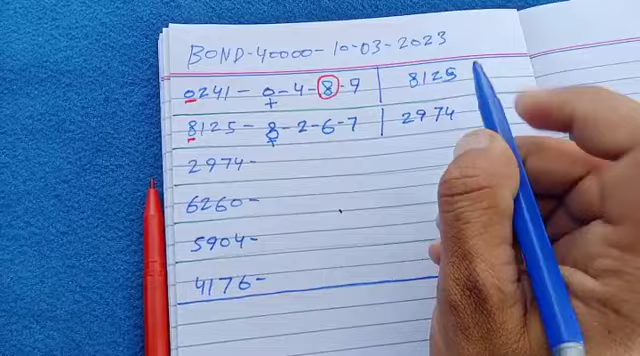 BOND-40000-10-03-2023
0241- 0-4-8-9 | 8125
+
8125- 8-2-6-7 | 2974
+
2974-
6260-
5904-
4176-